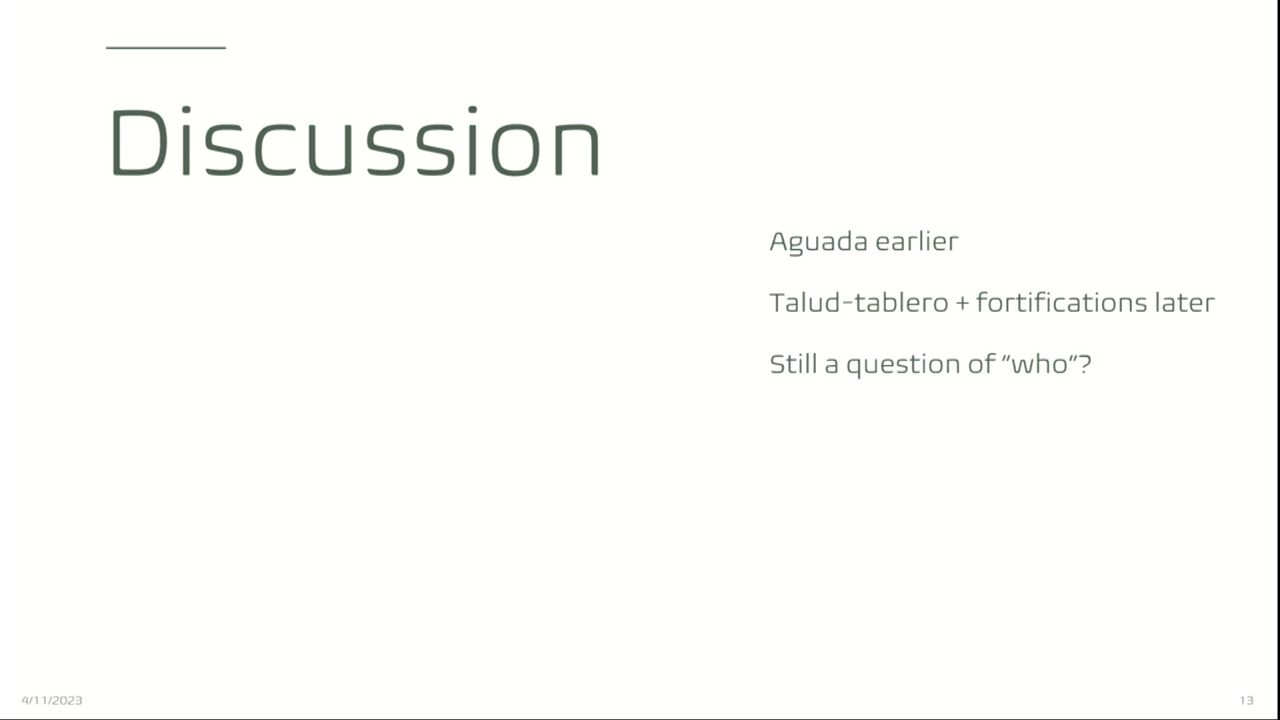 Discussion
Aguada earlier
Talud-tablero + fortifications later
Still a question of "who"?
4/11/2023
13